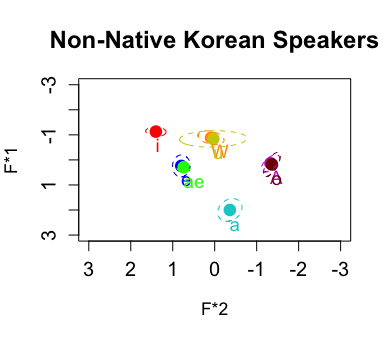 Non-Native Korean Speakers
F*1
-3
-1
1
3
i
e
ae
a
3
2
1
0
-1
-2
-3
F*2